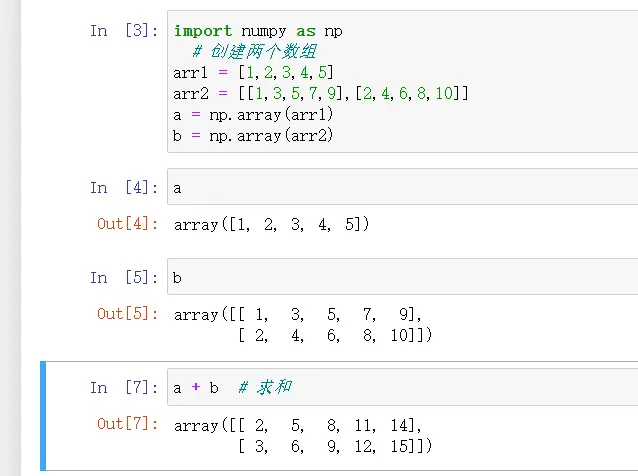 In [3]: import numpy as np
# 创建两个数组
arr1 = [1,2,3,4,5]
arr2 = [[1,3,5,7,9],[2,4,6,8,10]]
a = np.array(arr1)
b = np.array(arr2)
In [4]: a
Out[4]: array([1, 2, 3, 4, 5])
In [5]: b
Out[5]: array([[ 1,  3,  5,  7,  9],
[ 2,  4,  6,  8, 10]])
In [7]: a + b  # 求和
Out[7]: array([[ 2,  5,  8, 11, 14],
[ 3,  6,  9, 12, 15]])